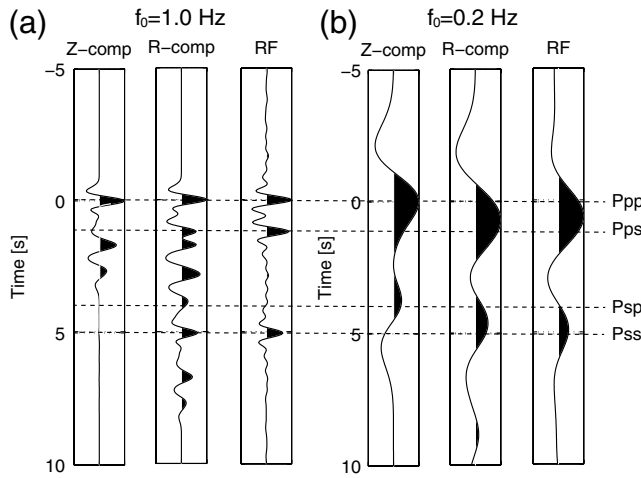 (a) f₀=1.0 Hz (b) f₀=0.2 Hz
Z-comp R-comp RF Z-comp R-comp RF
-5 -5
0 0 Ppp
Pps
Time [s] Time [s]
Psp
5 5 Pss
10 10